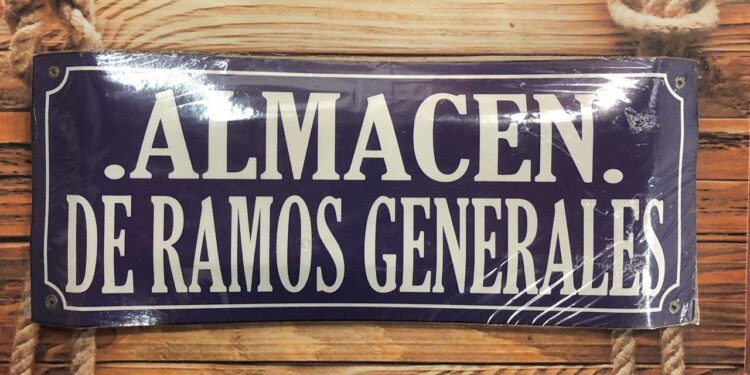 .ALMACEN.
DE RAMOS GENERALES